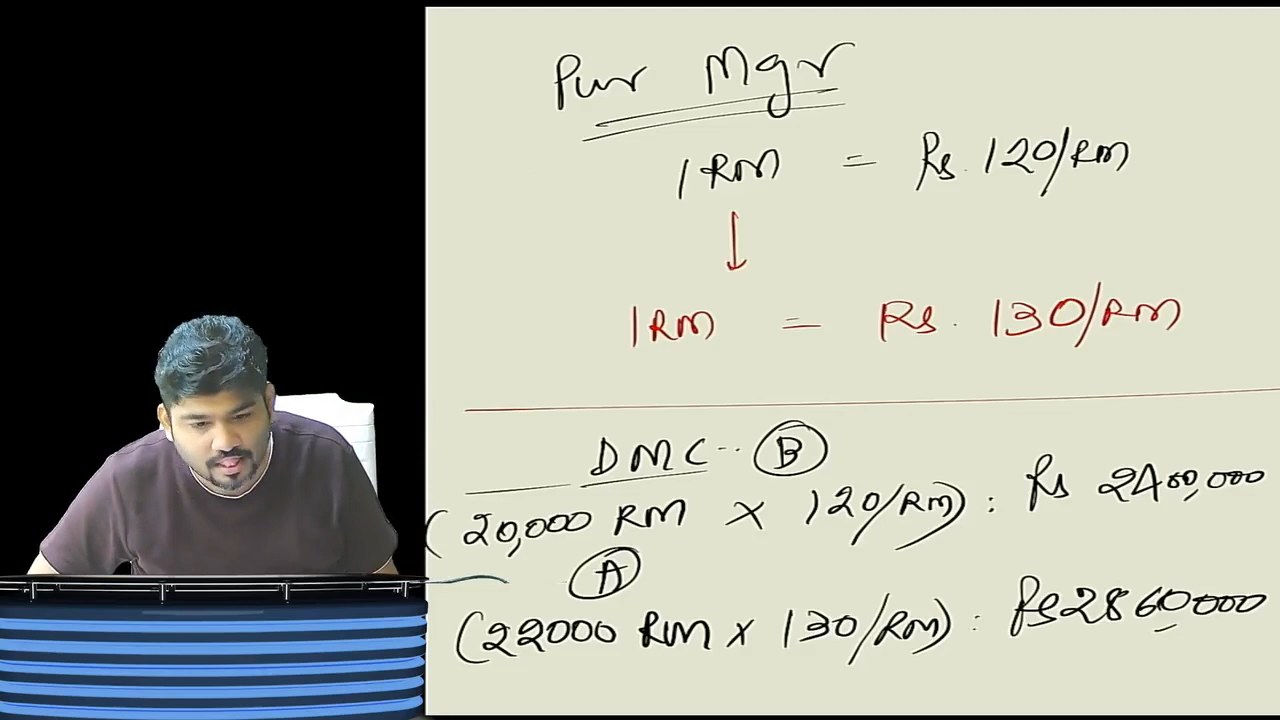 Pur Mgr
1 RM = Rs. 120/RM
1 RM = Rs. 130/RM
DMC -- B
(20,000 RM x 120/RM) : Rs 2400,000
A
(22000 RM x 130/RM) : Rs 2860000